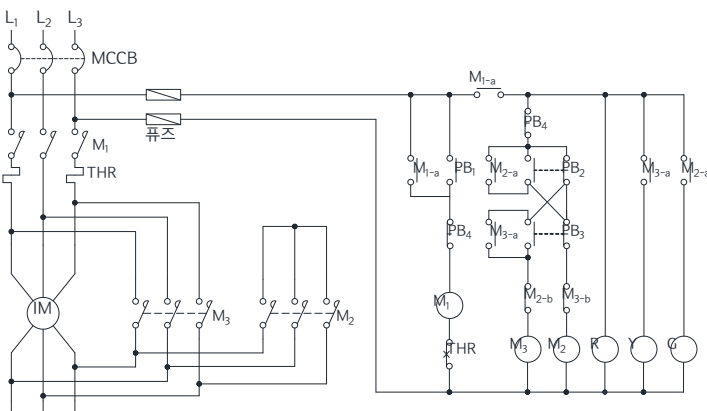 L1 L2 L3
MCCB
M1-a
퓨즈
PB4
M1
THR
M1-a PB1 M2-a PB2 M3-a M2-a
PB4 M3-a PB3
M2-b M3-b
M1
M3 M2
IM
THR M3 M2 R Y G